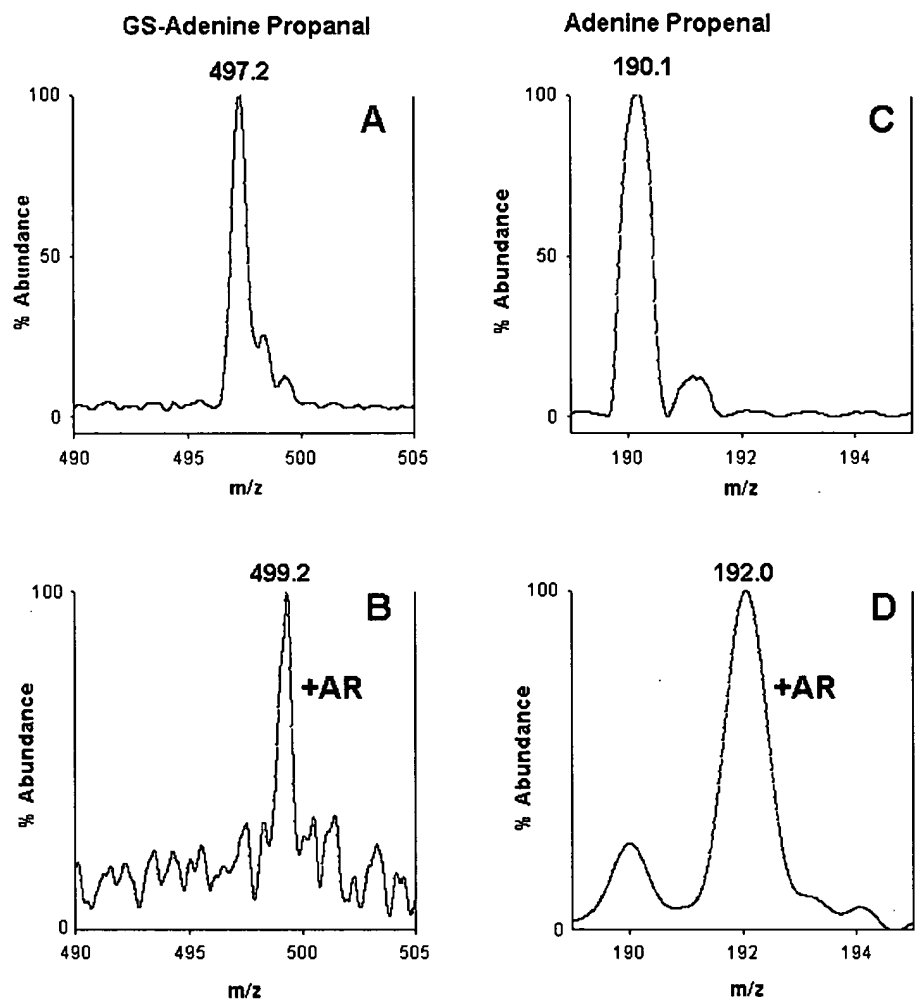 GS-Adenine Propanal
497.2
A
100
50
0
% Abundance
490 495 500 505
m/z
Adenine Propenal
190.1
C
100
50
0
% Abundance
190 192 194
m/z
499.2
B
+AR
100
0
% Abundance
490 495 500 505
m/z
192.0
D
+AR
100
0
% Abundance
190 192 194
m/z